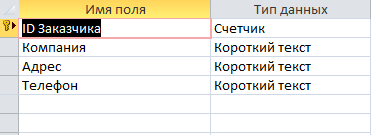 Имя поля Тип данных
ID Заказчика Счетчик
Компания Короткий текст
Адрес Короткий текст
Телефон Короткий текст